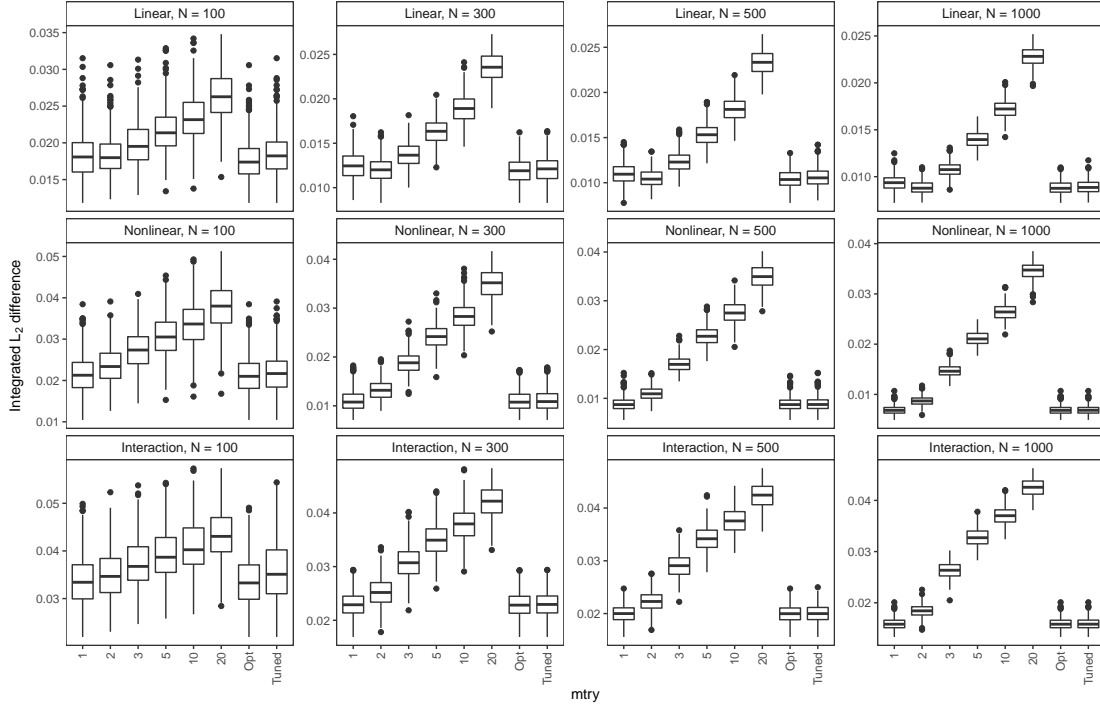 Linear, N = 100
Linear, N = 300
Linear, N = 500
Linear, N = 1000
0.035
0.030
0.025
0.020
0.015
0.025
0.020
0.015
0.010
0.025
0.020
0.015
0.010
0.025
0.020
0.015
0.010
Nonlinear, N = 100
Nonlinear, N = 300
Nonlinear, N = 500
Nonlinear, N = 1000
0.05
0.04
0.03
0.02
0.01
0.04
0.03
0.02
0.01
0.04
0.03
0.02
0.01
0.04
0.03
0.02
0.01
Integrated L₂ difference
Interaction, N = 100
Interaction, N = 300
Interaction, N = 500
Interaction, N = 1000
0.05
0.04
0.03
0.04
0.03
0.02
0.04
0.03
0.02
0.04
0.03
0.02
1 2 3 5 10 20 Opt Tuned
1 2 3 5 10 20 Opt Tuned
1 2 3 5 10 20 Opt Tuned
1 2 3 5 10 20 Opt Tuned
mtry